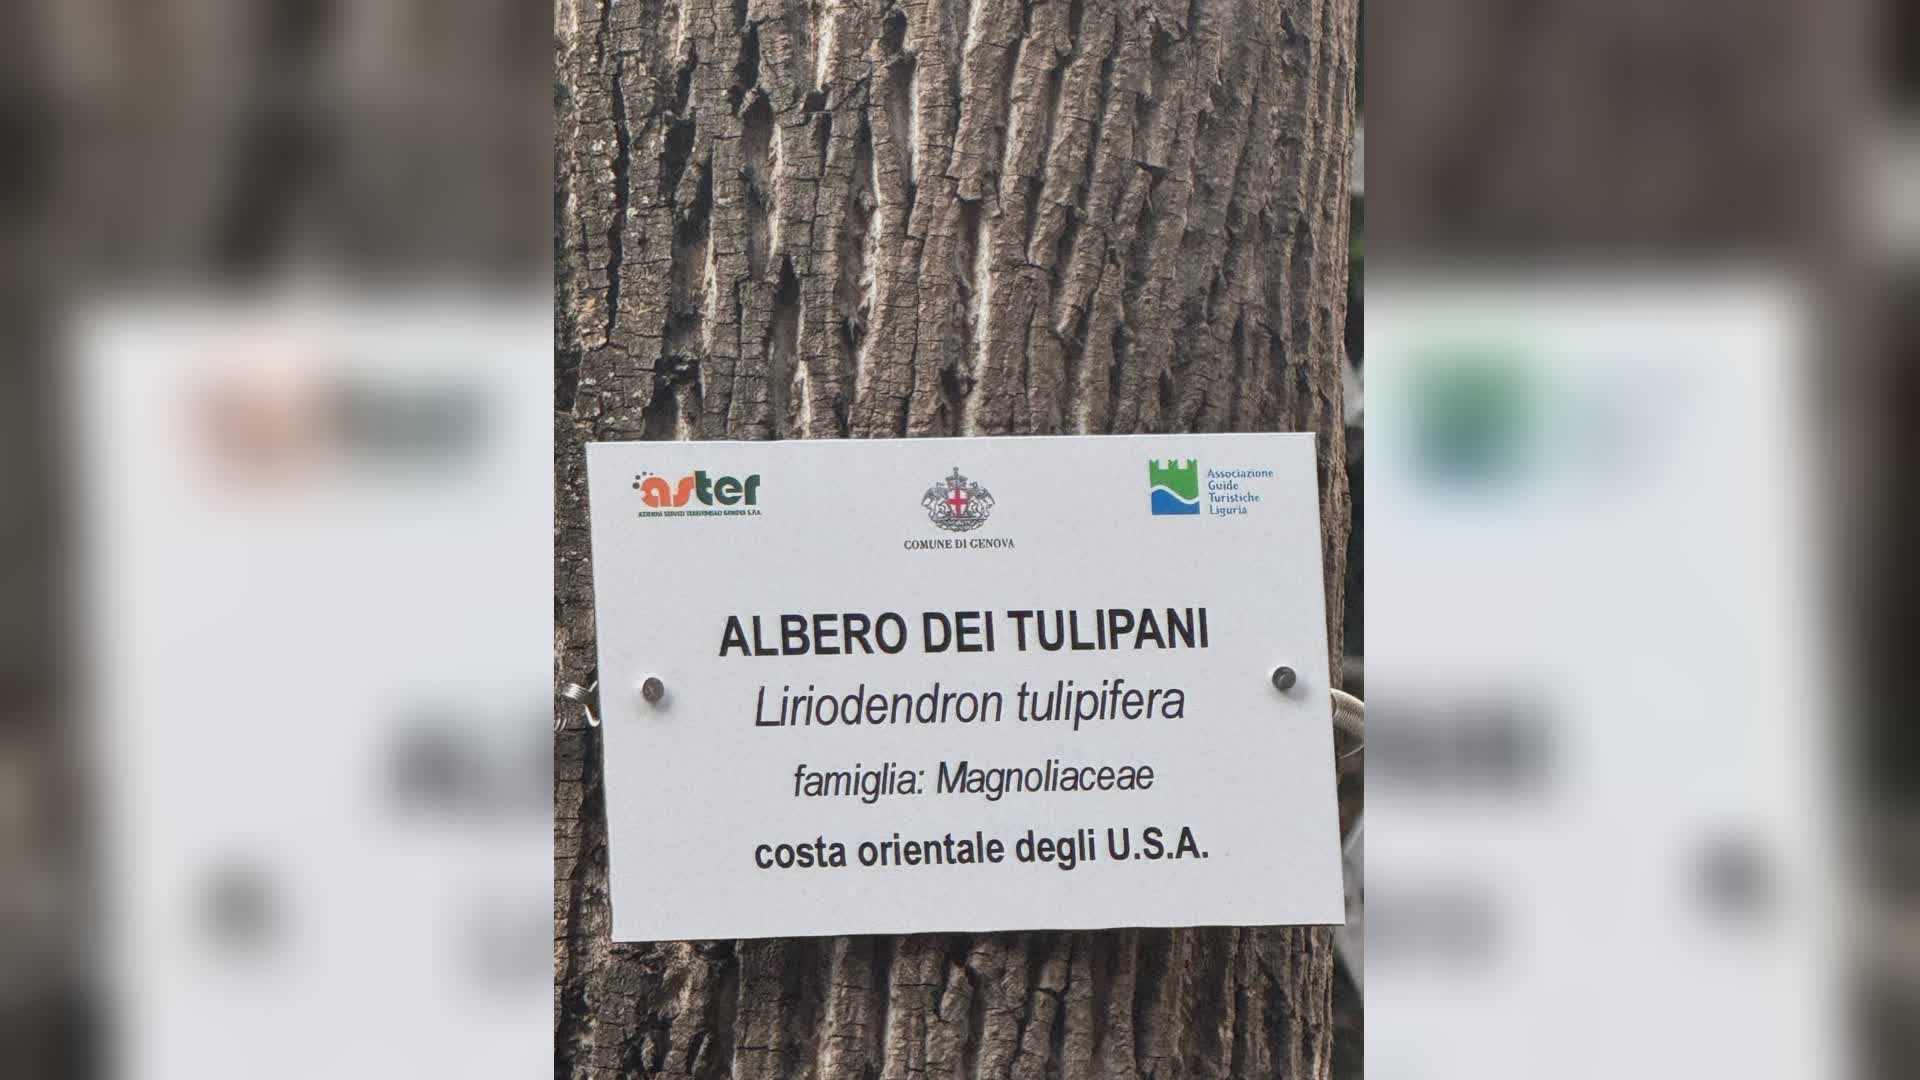 aster
AZIENDA SERVIZI TERRITORIALI GENOVA S.P.A.
COMUNE DI GENOVA
Associazione
Guide
Turistiche
Liguria
ALBERO DEI TULIPANI
Liriodendron tulipifera
famiglia: Magnoliaceae
costa orientale degli U.S.A.